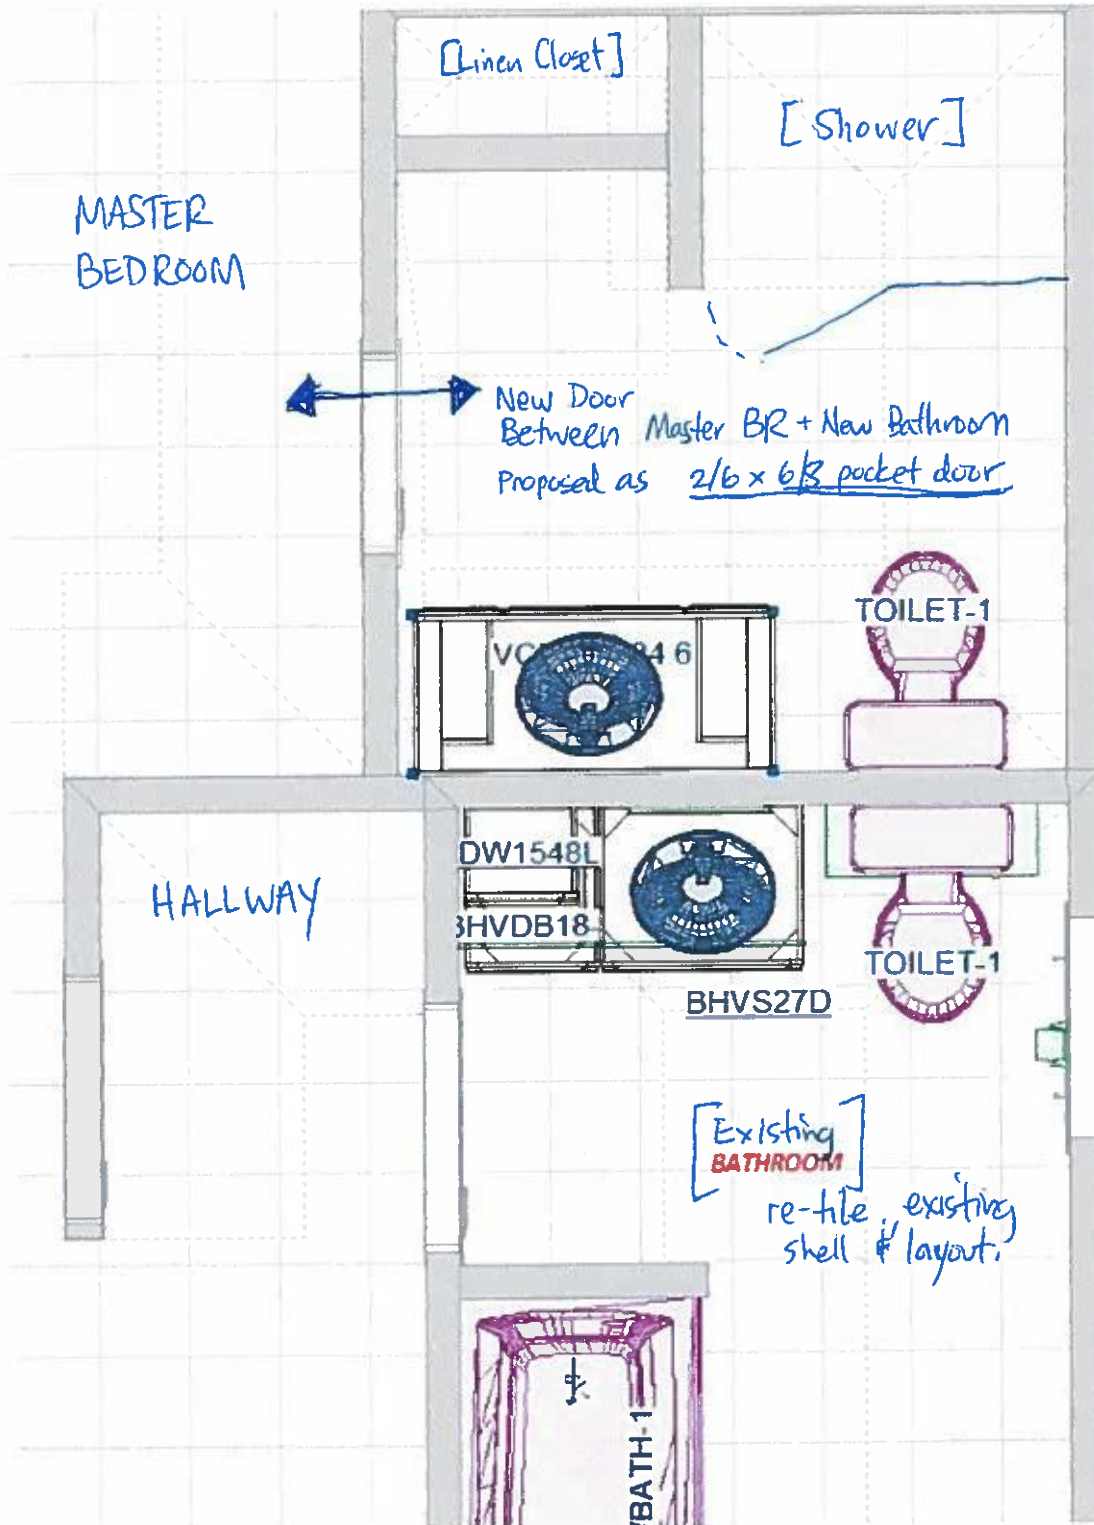 [Linen Closet]
[Shower]
MASTER
BEDROOM
New Door
Between Master BR + New Bathroom
Proposed as 2/6 x 6/8 pocket door
TOILET-1
HALLWAY
DW1548L
BHVDB18
TOILET-1
BHVS27D
[Existing
BATHROOM]
re-tile, existing
shell & layout.
BATH-1